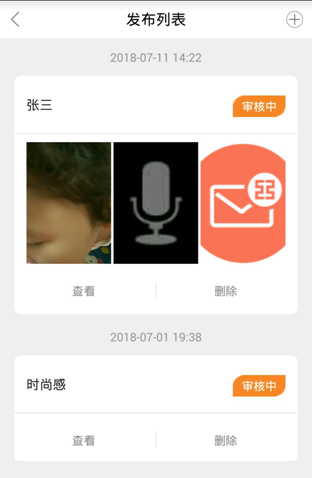 发布列表
2018-07-11 14:22
张三
审核中
查看
删除
2018-07-01 19:38
时尚感
审核中
查看
删除